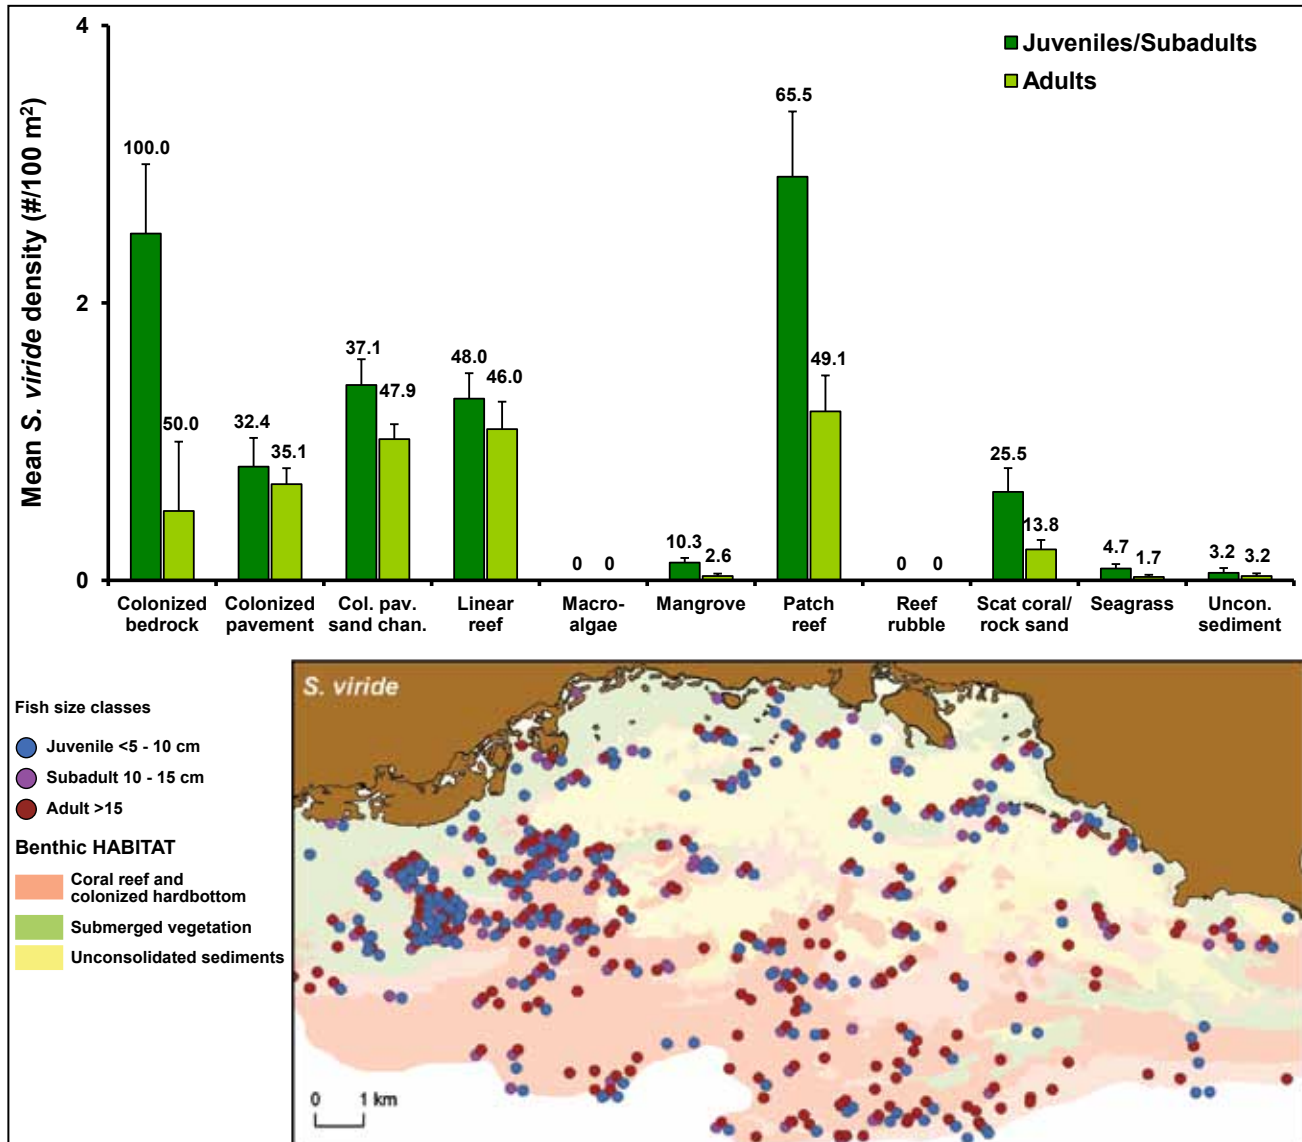 4
Juveniles/Subadults
Adults
Mean S. viride density (#/100 m²)
65.5
100.0
49.1
37.1
47.9
48.0
46.0
50.0
32.4
35.1
2
25.5
13.8
10.3
2.6
4.7
1.7
3.2
3.2
0
0
0
0
0
Colonized bedrock
Colonized pavement
Col. pav. sand chan.
Linear reef
Macro-algae
Mangrove
Patch reef
Reef rubble
Scat coral/ rock sand
Seagrass
Uncon. sediment
S. viride
Fish size classes
Juvenile <5 - 10 cm
Subadult 10 - 15 cm
Adult >15
Benthic HABITAT
Coral reef and
colonized hardbottom
Submerged vegetation
Unconsolidated sediments
0 1 km